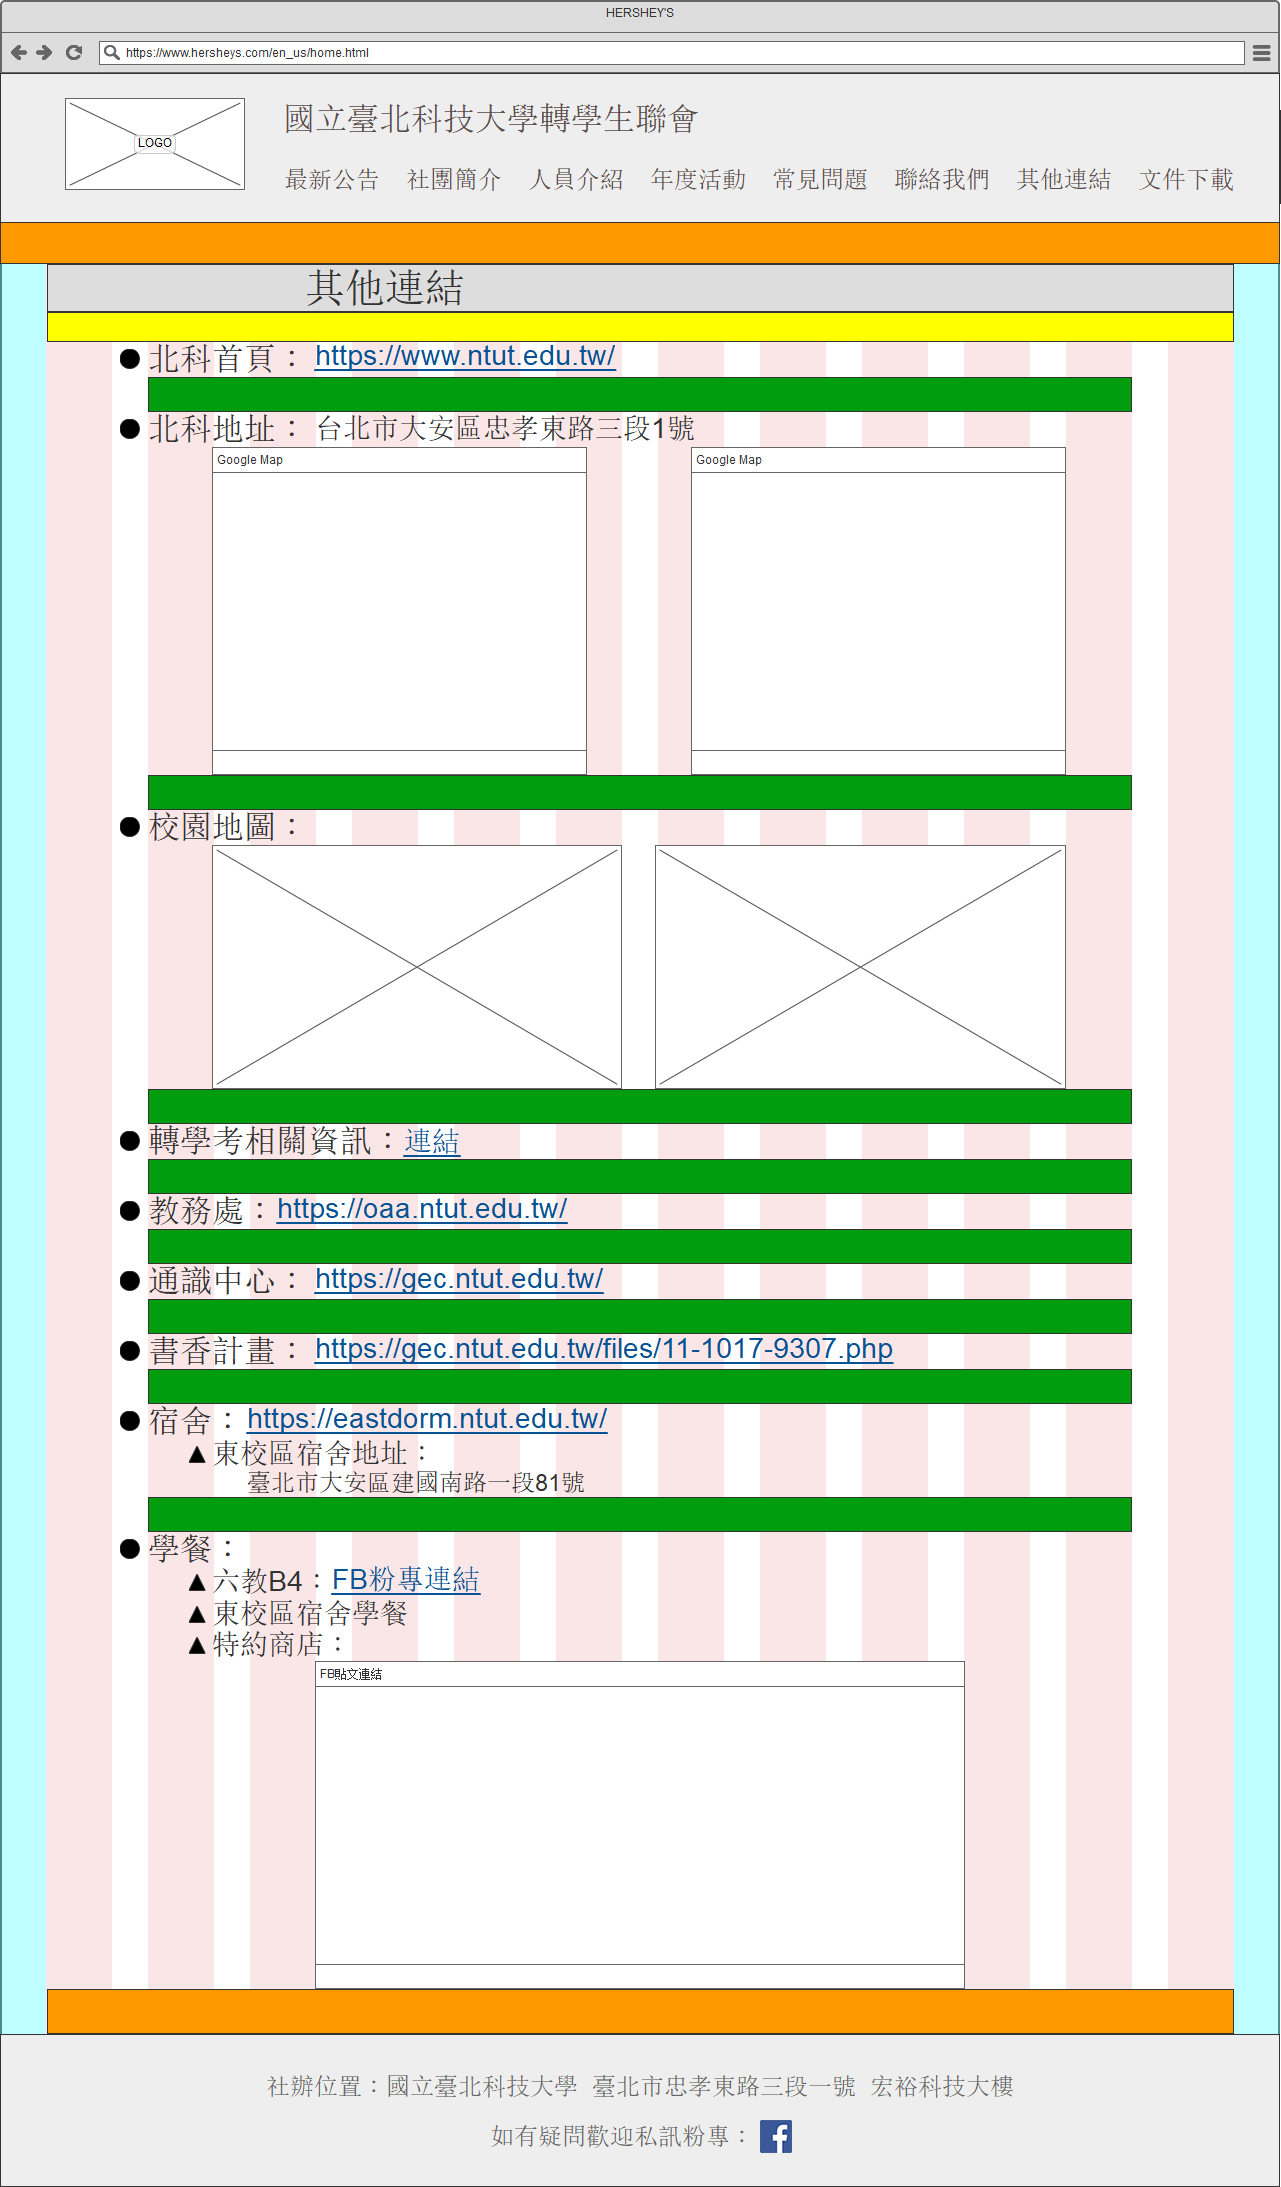 HERSHEY'S
https://www.hersheys.com/en_us/home.html
LOGO
國立臺北科技大學轉學生聯會
最新公告 社團簡介 人員介紹 年度活動 常見問題 聯絡我們 其他連結 文件下載
其他連結
北科首頁： https://www.ntut.edu.tw/
北科地址： 台北市大安區忠孝東路三段1號
Google Map Google Map
校園地圖：
轉學考相關資訊：連結
教務處：https://oaa.ntut.edu.tw/
通識中心： https://gec.ntut.edu.tw/
書香計畫： https://gec.ntut.edu.tw/files/11-1017-9307.php
宿舍：https://eastdorm.ntut.edu.tw/
東校區宿舍地址：
臺北市大安區建國南路一段81號
學餐：
六教B4：FB粉專連結
東校區宿舍學餐
特約商店：
FB貼文連結
社辦位置：國立臺北科技大學 臺北市忠孝東路三段一號 宏裕科技大樓
如有疑問歡迎私訊粉專：